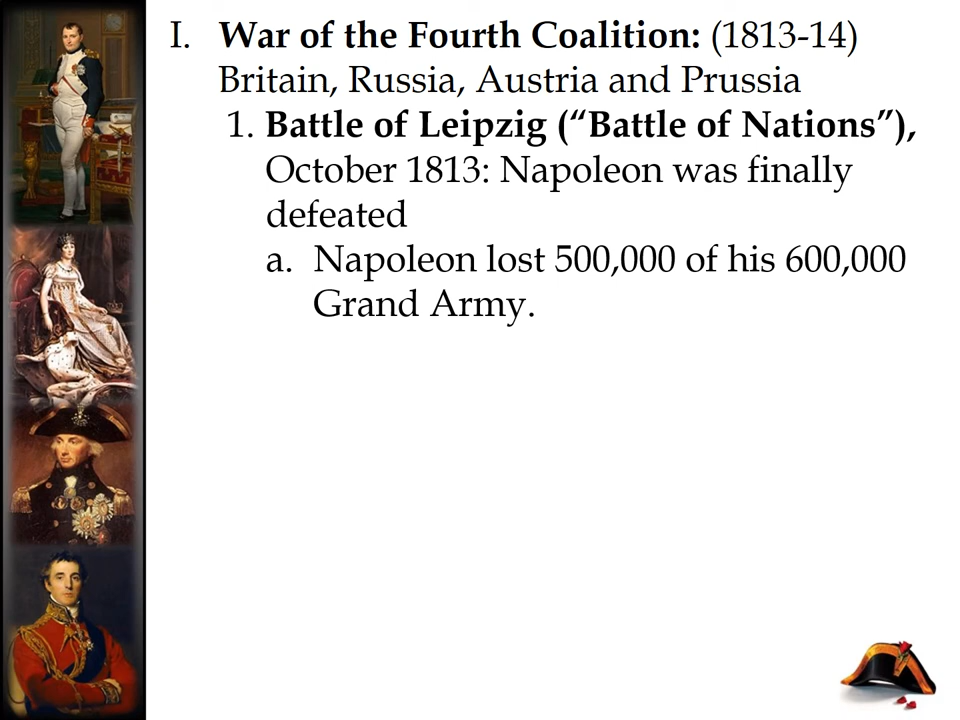 I. War of the Fourth Coalition: (1813-14)
Britain, Russia, Austria and Prussia
1. Battle of Leipzig (“Battle of Nations”),
October 1813: Napoleon was finally
defeated
a. Napoleon lost 500,000 of his 600,000
Grand Army.